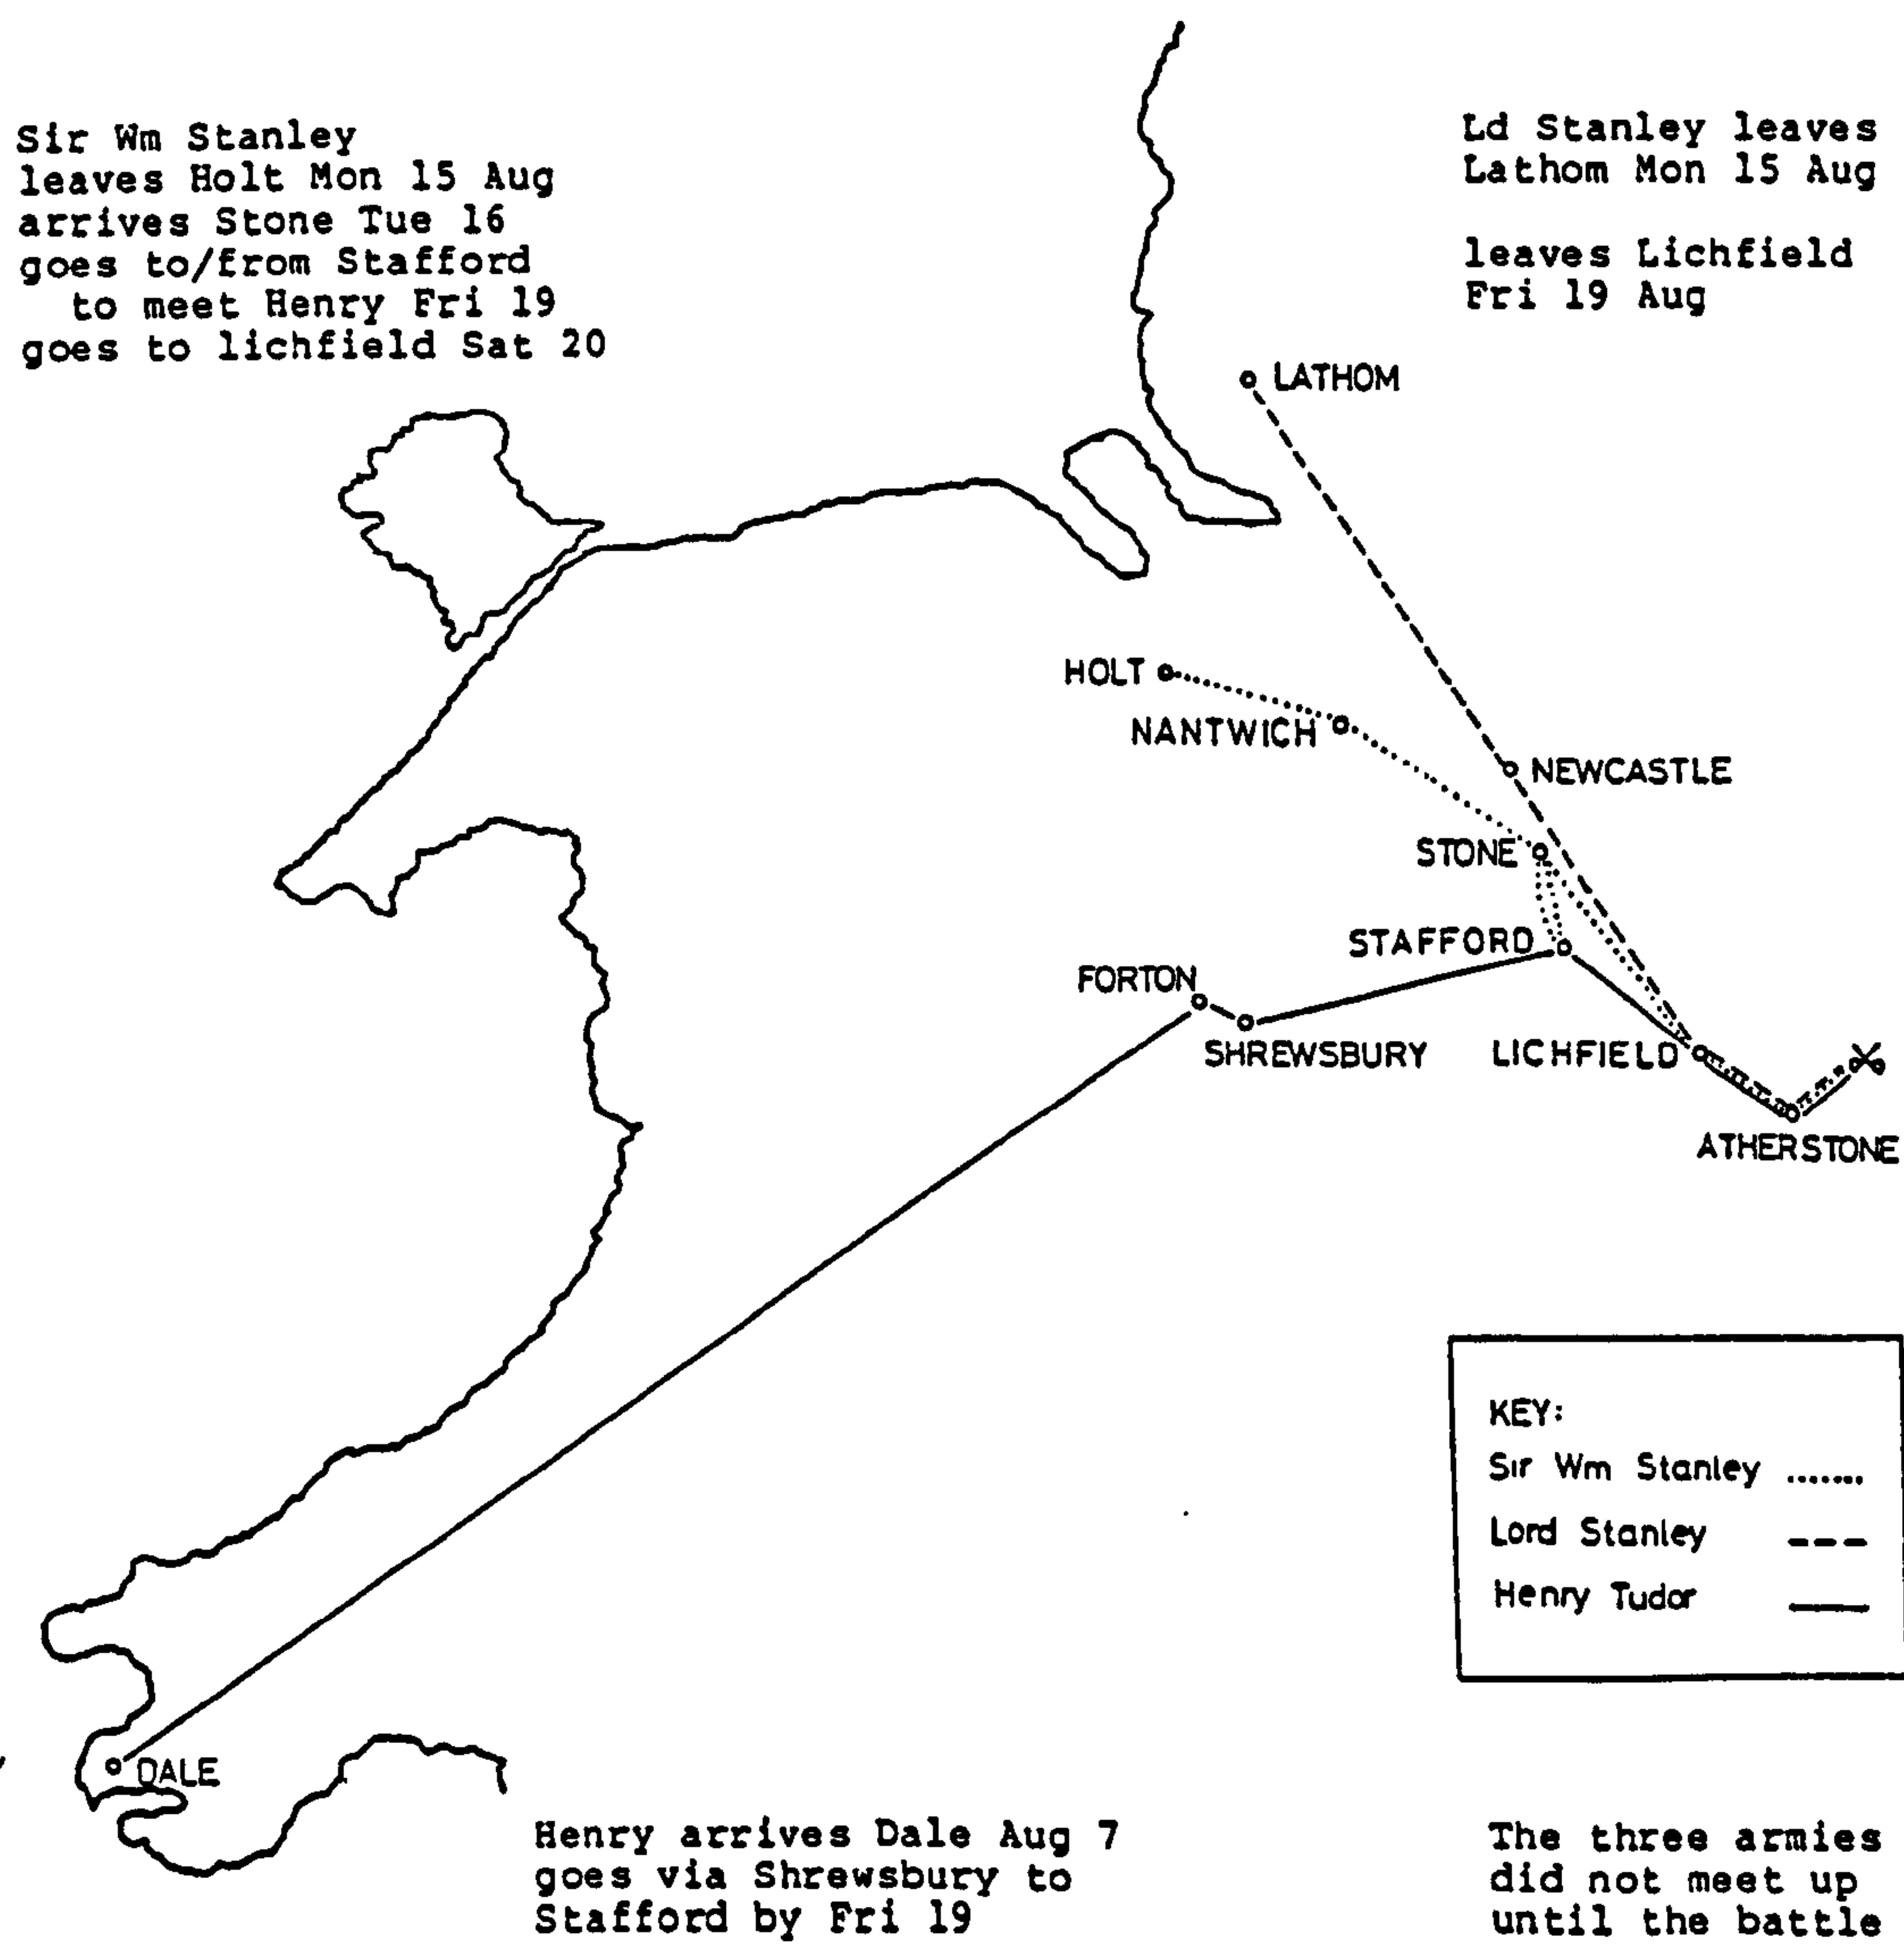 Sir Wm Stanley
leaves Holt Mon 15 Aug
arrives Stone Tue 16
goes to/from Stafford
to meet Henry Fri 19
goes to lichfield Sat 20
Ld Stanley leaves
Lathom Mon 15 Aug
leaves Lichfield
Fri 19 Aug
LATHOM
HOLT
NANTWICH
NEWCASTLE
STONE
STAFFORD
FORTON
SHREWSBURY
LICHFIELD
ATHERSTONE
KEY:
Sir Wm Stanley
Lord Stanley
Henry Tudor
DALE
Henry arrives Dale Aug 7
goes via Shrewsbury to
Stafford by Fri 19
The three armies
did not meet up
until the battle